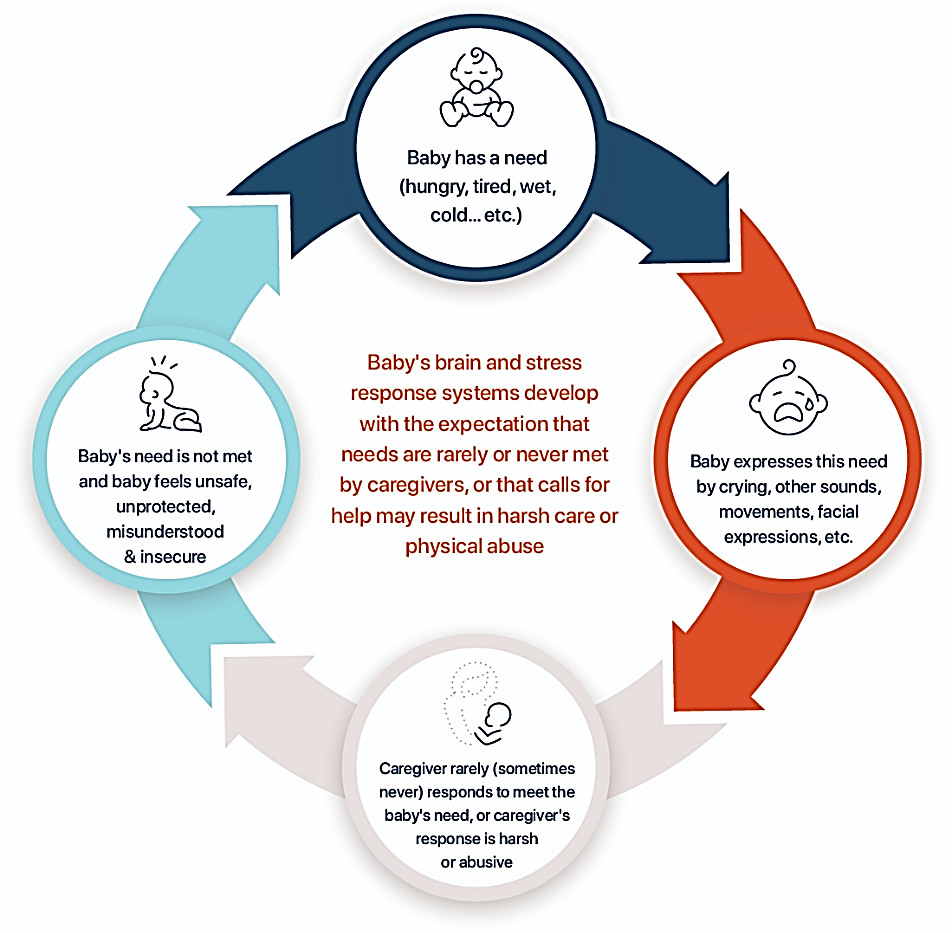 Baby has a need
(hungry, tired, wet,
cold... etc.)
Baby expresses this need
by crying, other sounds,
movements, facial
expressions, etc.
Caregiver rarely (sometimes
never) responds to meet the
baby's need, or caregiver's
response is harsh
or abusive
Baby's need is not met
and baby feels unsafe,
unprotected,
misunderstood
& insecure
Baby's brain and stress
response systems develop
with the expectation that
needs are rarely or never met
by caregivers, or that calls for
help may result in harsh care or
physical abuse